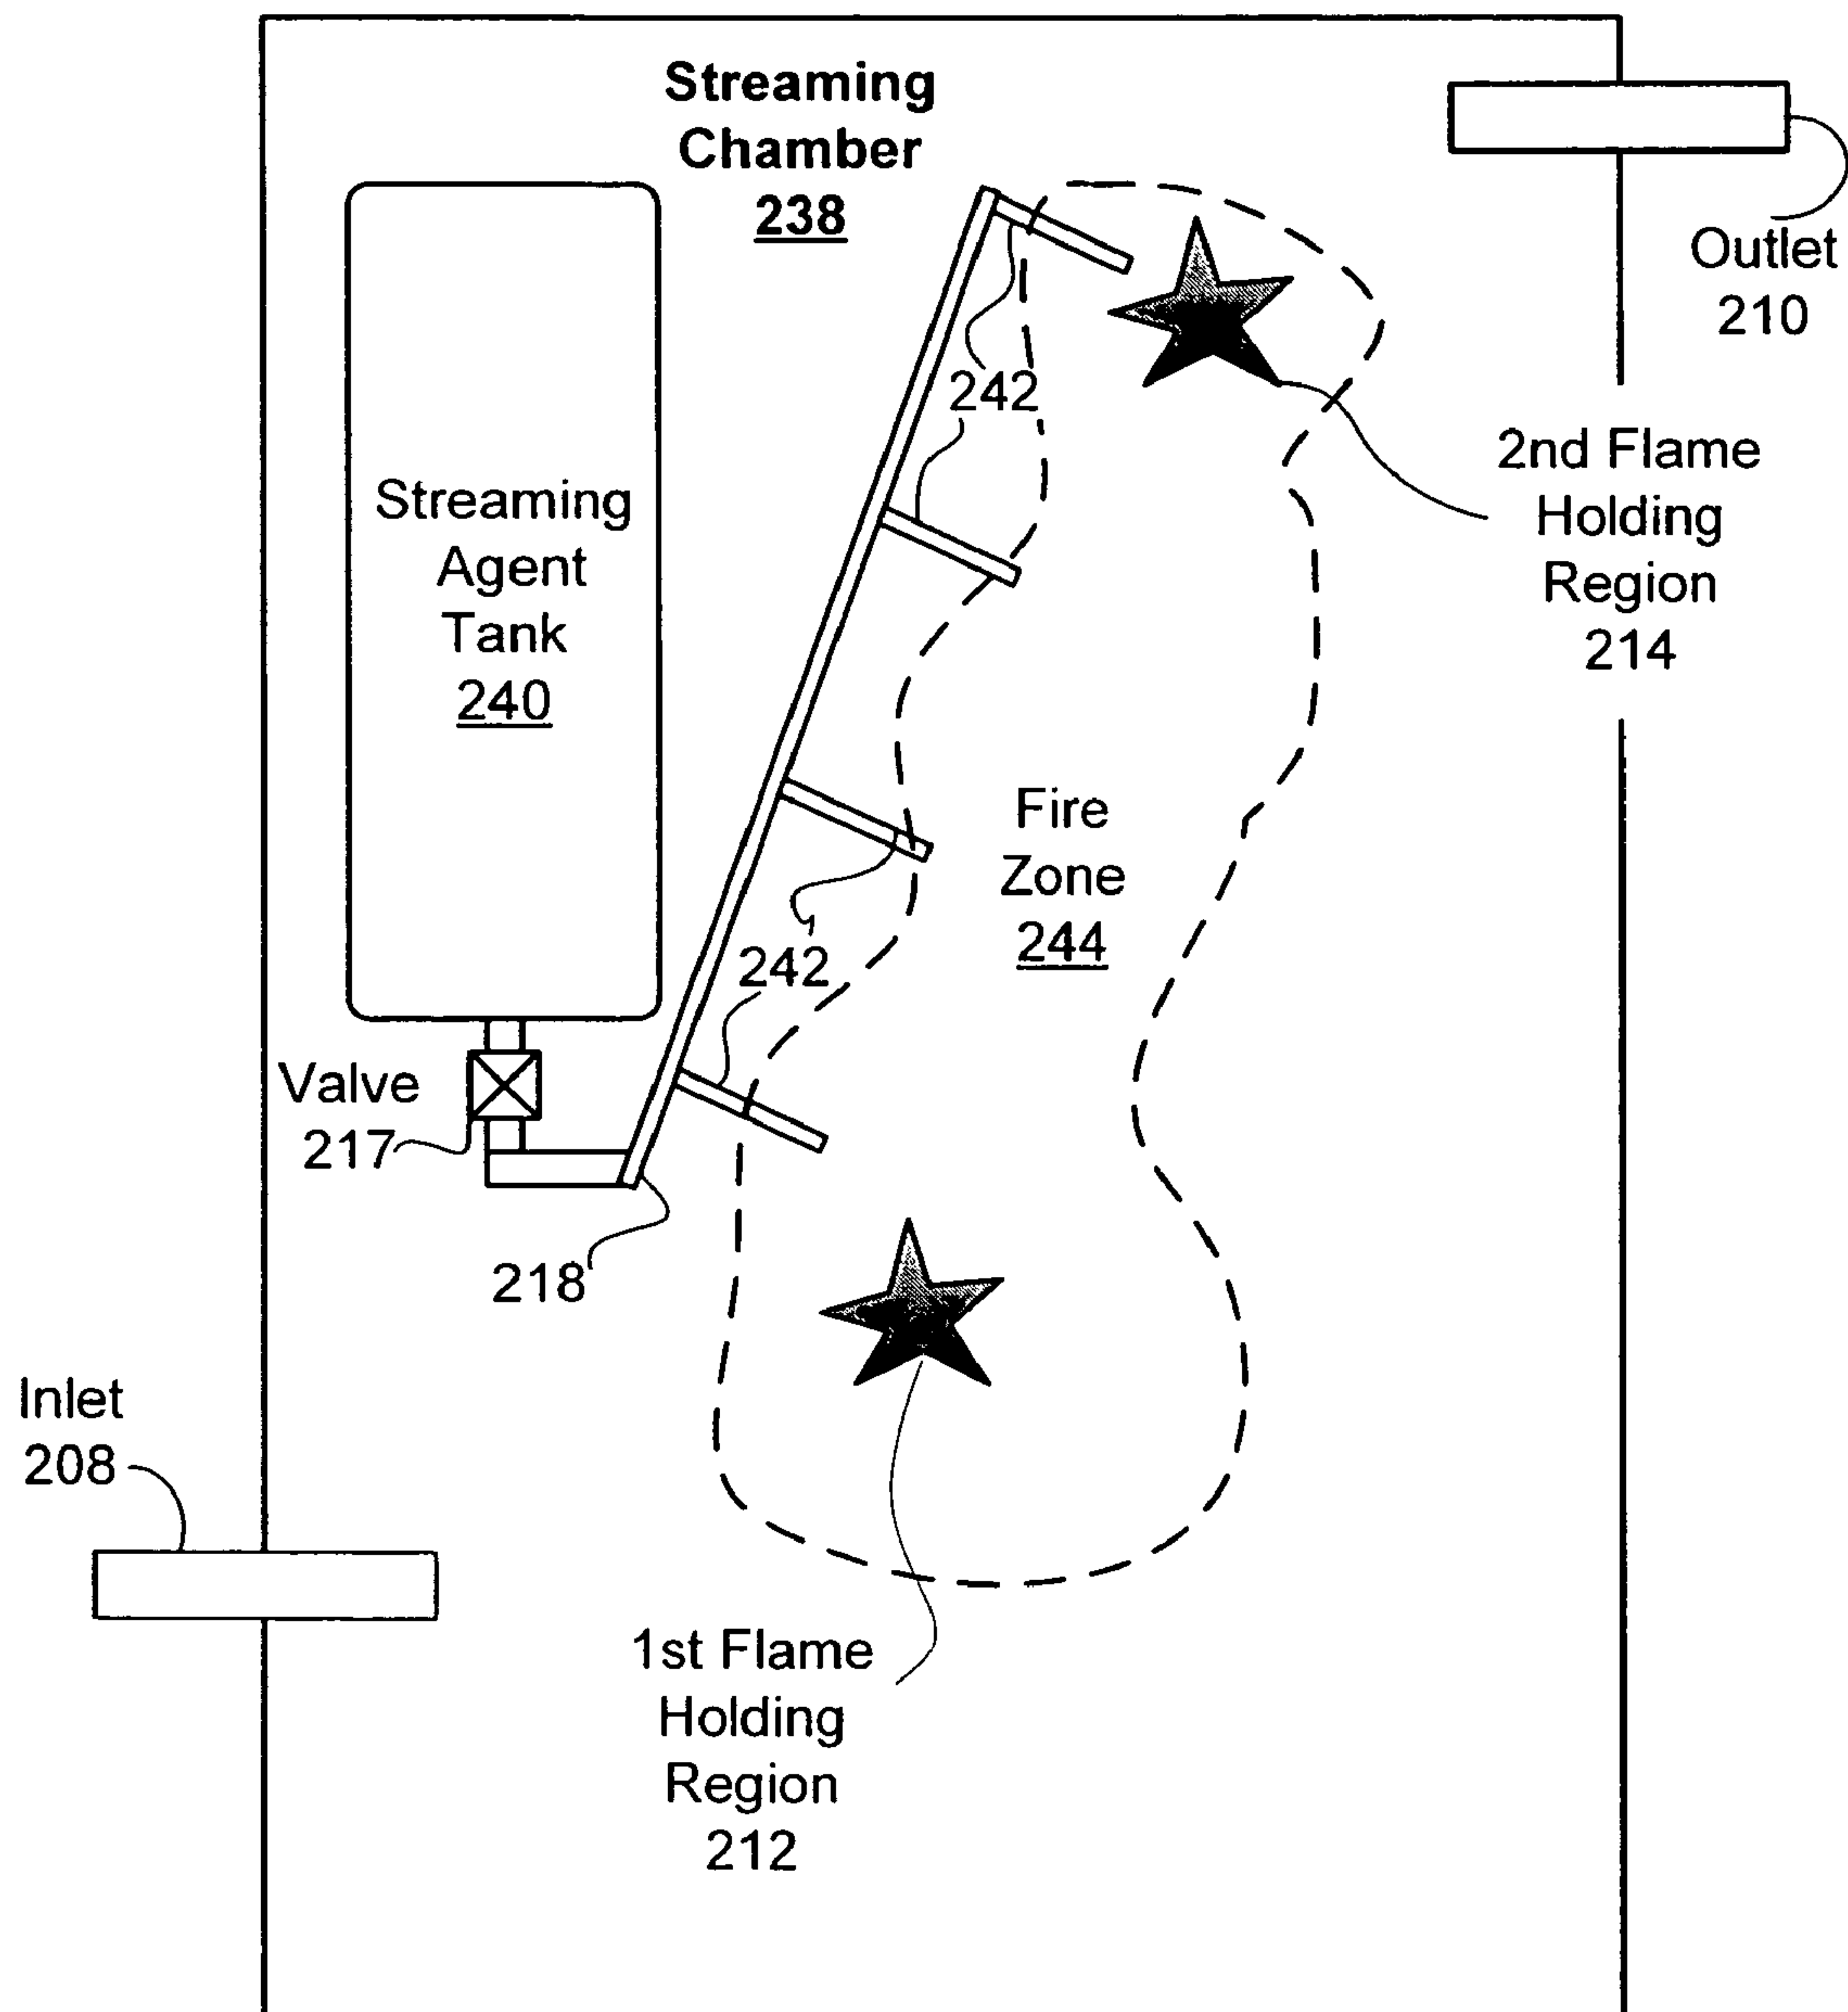 Streaming
Chamber
238
Outlet
210
242
2nd Flame
Holding
Region
214
Streaming
Agent
Tank
240
Fire
Zone
244
242
Valve
217
218
Inlet
208
1st Flame
Holding
Region
212